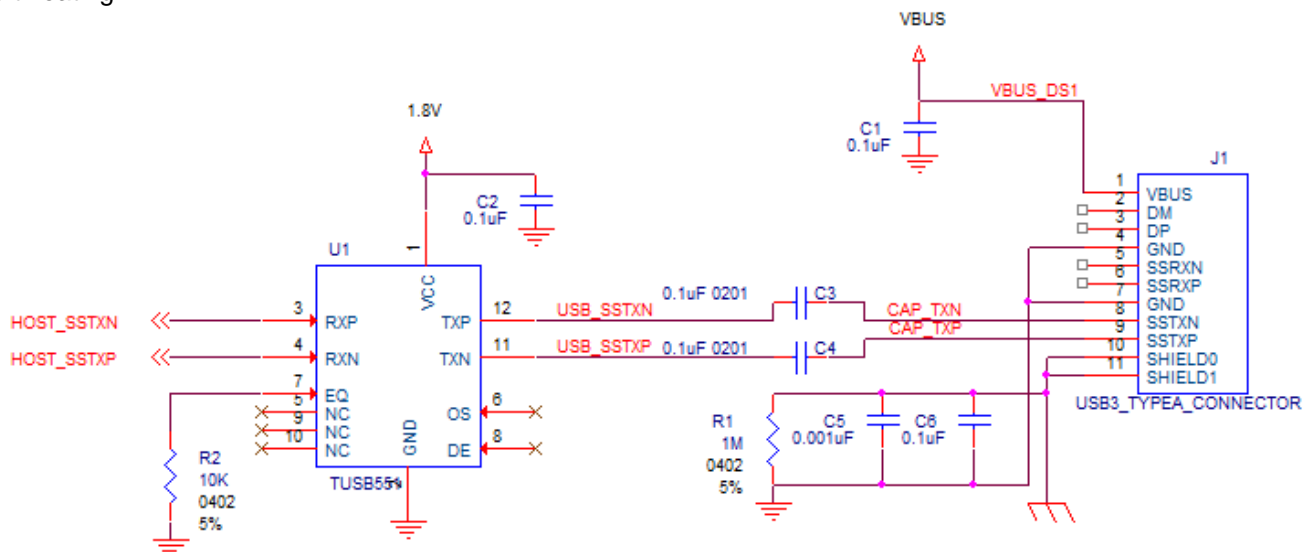 VBUS
VBUS_DS1
1.8V
C1
0.1uF
J1
C2
0.1uF
U1
1
VCC
HOST_SSTXN
3
RXP
TXP
12
USB_SSTXN
0.1uF 0201
C3
CAP_TXN
HOST_SSTXP
4
RXN
TXN
11
USB_SSTXP
0.1uF 0201
C4
CAP_TXP
7
EQ
5
NC
OS
6
9
NC
10
NC
DE
8
GND
R2
10K
0402
5%
R1
1M
0402
5%
C5
0.001uF
C6
0.1uF
1
VBUS
2
DM
3
DP
4
GND
5
SSRXN
6
SSRXP
7
GND
8
SSTXN
9
SSTXP
10
SHIELD0
11
SHIELD1
USB3_TYPEA_CONNECTOR